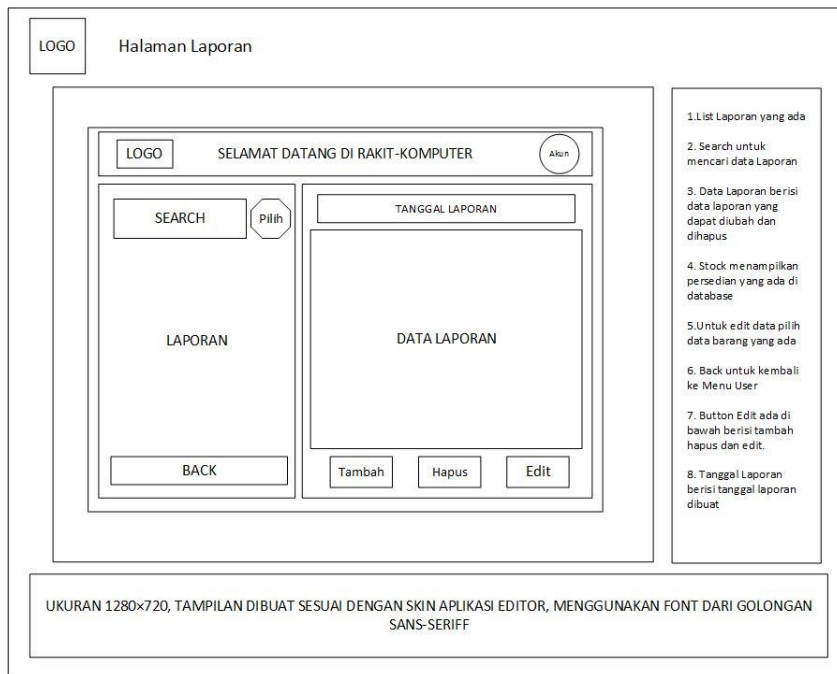 LOGO
Halaman Laporan
LOGO
SELAMAT DATANG DI RAKIT-KOMPUTER
Akun
SEARCH
Pilih
LAPORAN
BACK
TANGGAL LAPORAN
DATA LAPORAN
Tambah
Hapus
Edit
1.List Laporan yang ada
2. Search untuk
mencari data Laporan
3. Data Laporan berisi
data laporan yang
dapat diubah dan
dihapus
4. Stock menampilkan
persedian yang ada di
database
5.Untuk edit data pilih
data barang yang ada
6. Back untuk kembali
ke Menu User
7. Button Edit ada di
bawah berisi tambah
hapus dan edit.
8. Tanggal Laporan
berisi tanggal laporan
dibuat
UKURAN 1280×720, TAMPILAN DIBUAT SESUAI DENGAN SKIN APLIKASI EDITOR, MENGGUNAKAN FONT DARI GOLONGAN
SANS-SERIFF